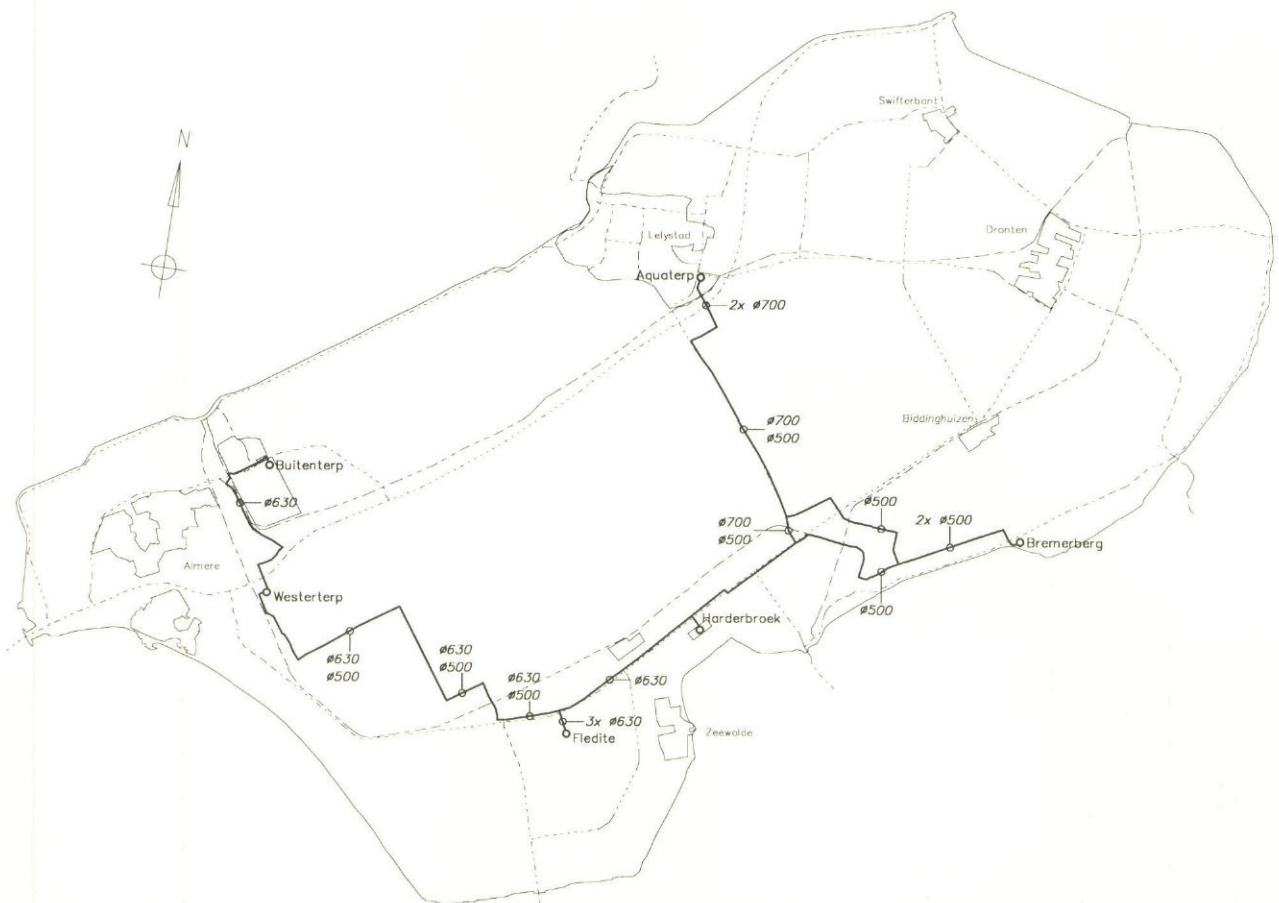 N
Swifterbant
Lelystad
Dronten
Aquaterp
2x ø700
ø700
ø500
Biddinghuizen
Buitenterp
ø630
ø500
2x ø500
ø700
ø500
Bremerberg
Almere
ø500
Westerterp
Harderbroek
ø630
ø500
ø630
ø500
ø630
ø500
ø630
3x ø630
Fledite
Zeewolde